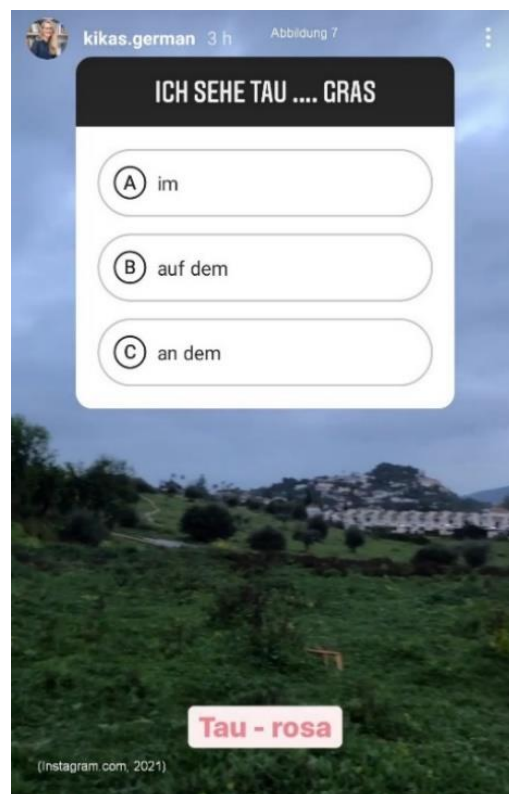 kikas.german 3 h Abbildung 7
ICH SEHE TAU .... GRAS
A im
B auf dem
C an dem
Tau - rosa
(Instagram.com, 2021)